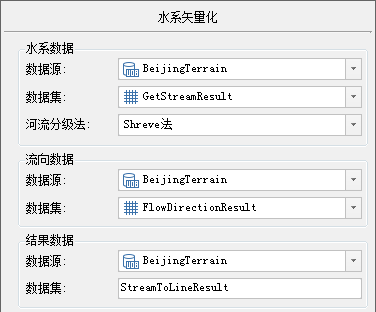 水系矢量化
水系数据
数据源: BeijingTerrain
数据集: GetStreamResult
河流分级法: Shreve法
流向数据
数据源: BeijingTerrain
数据集: FlowDirectionResult
结果数据
数据源: BeijingTerrain
数据集: StreamToLineResult